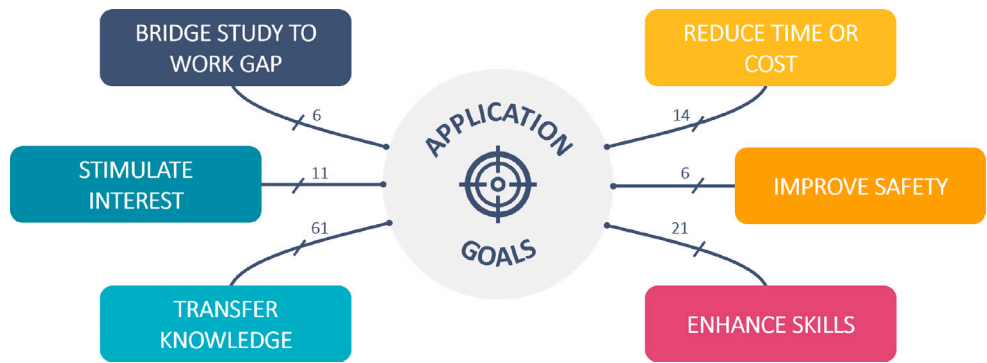 BRIDGE STUDY TO
WORK GAP
6
STIMULATE
INTEREST
11
61
TRANSFER
KNOWLEDGE
APPLICATION
GOALS
REDUCE TIME OR
COST
14
6
IMPROVE SAFETY
21
ENHANCE SKILLS